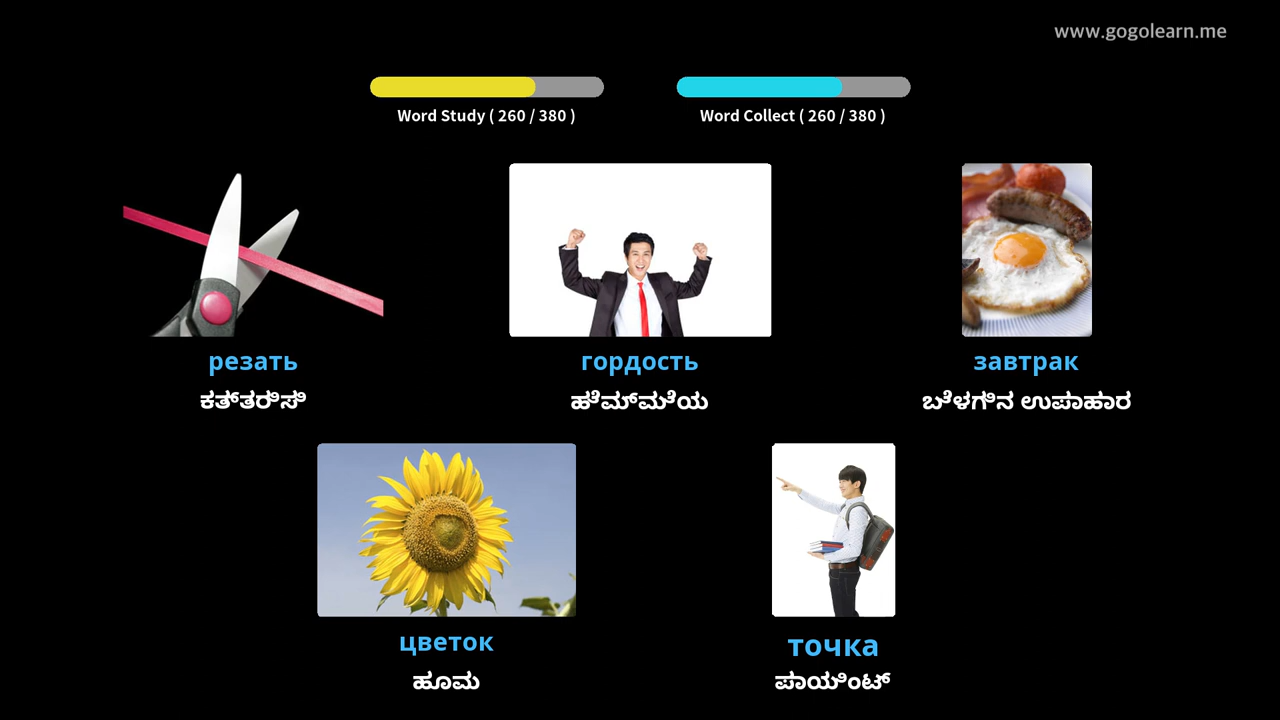 www.gogolearn.me
Word Study ( 260 / 380 )
Word Collect ( 260 / 380 )
резать
гордость
завтрак
ಕತ್ತರಿಸಿ
ಹೆಮ್ಮೆಯ
ಬೆಳಗಿನ ಉಪಾಹಾರ
цветок
точка
ಹೂಮ
ಪಾಯಿಂಟ್